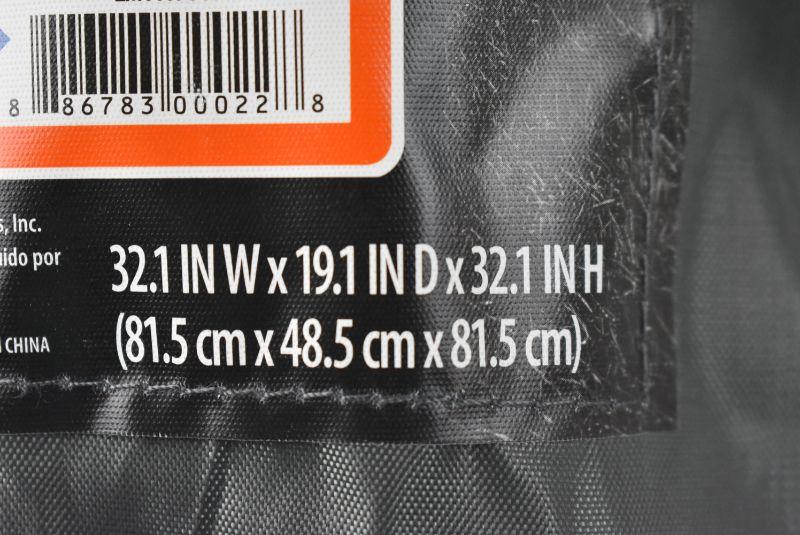 8 86783 00022 8
s, Inc.
uido por
32.1 IN W x 19.1 IN D x 32.1 IN H
(81.5 cm x 48.5 cm x 81.5 cm)
CHINA